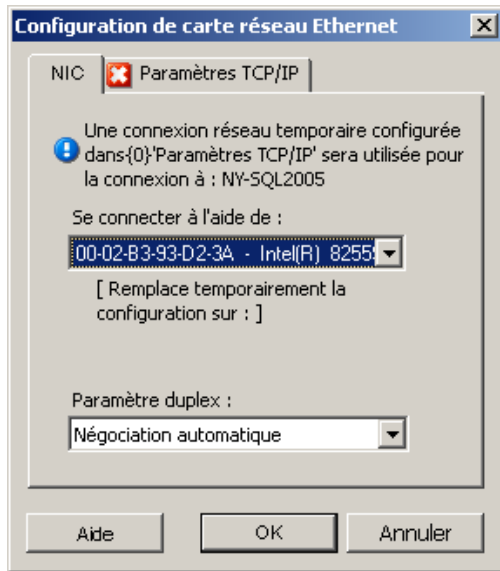 Configuration de carte réseau Ethernet
NIC
Paramètres TCP/IP
Une connexion réseau temporaire configurée
dans{0}'Paramètres TCP/IP' sera utilisée pour
la connexion à : NY-SQL2005
Se connecter à l'aide de :
00-02-B3-93-D2-3A - Intel(R) 8255
[ Remplace temporairement la
configuration sur : ]
Paramètre duplex :
Négociation automatique
Aide
OK
Annuler